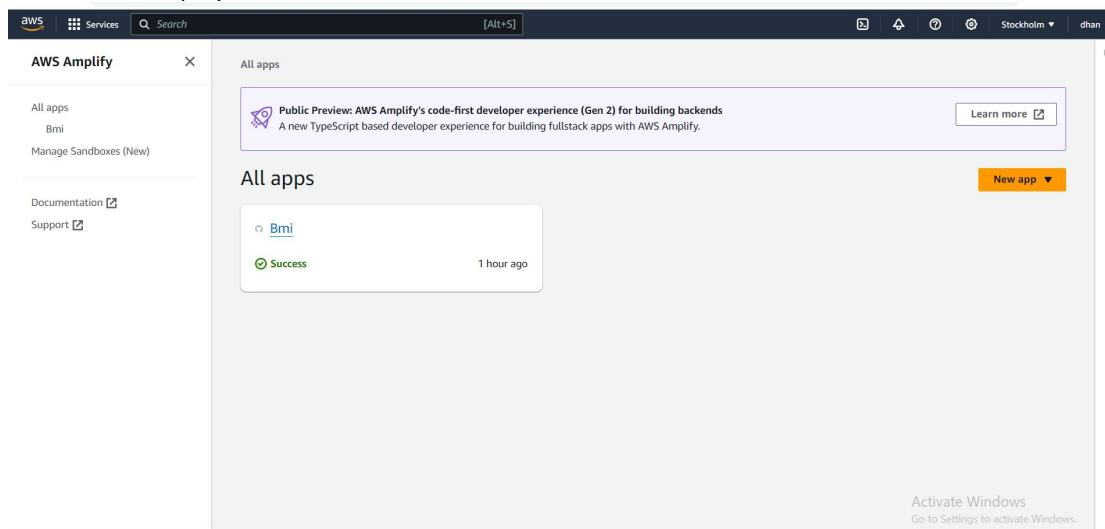 aws Services Search [Alt+S] Stockholm dhan
AWS Amplify
All apps
Bmi
Manage Sandboxes (New)
Documentation
Support
All apps
Public Preview: AWS Amplify's code-first developer experience (Gen 2) for building backends
A new TypeScript based developer experience for building fullstack apps with AWS Amplify.
Learn more
All apps
New app
Bmi
Success 1 hour ago
Activate Windows
Go to Settings to activate Windows.